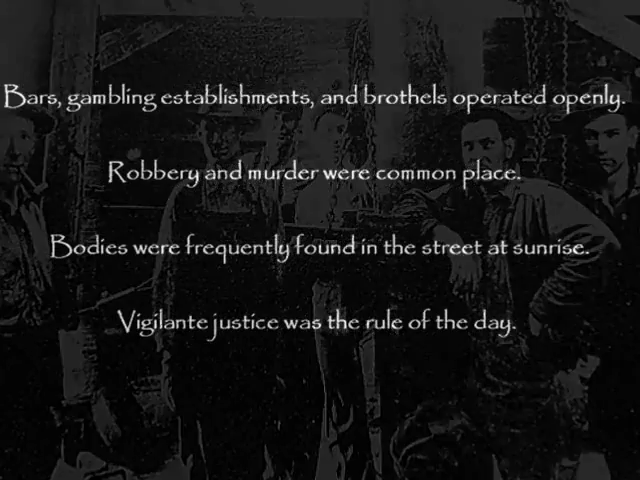 Bars, gambling establishments, and brothels operated openly.
Robbery and murder were common place.
Bodies were frequently found in the street at sunrise.
Vigilante justice was the rule of the day.